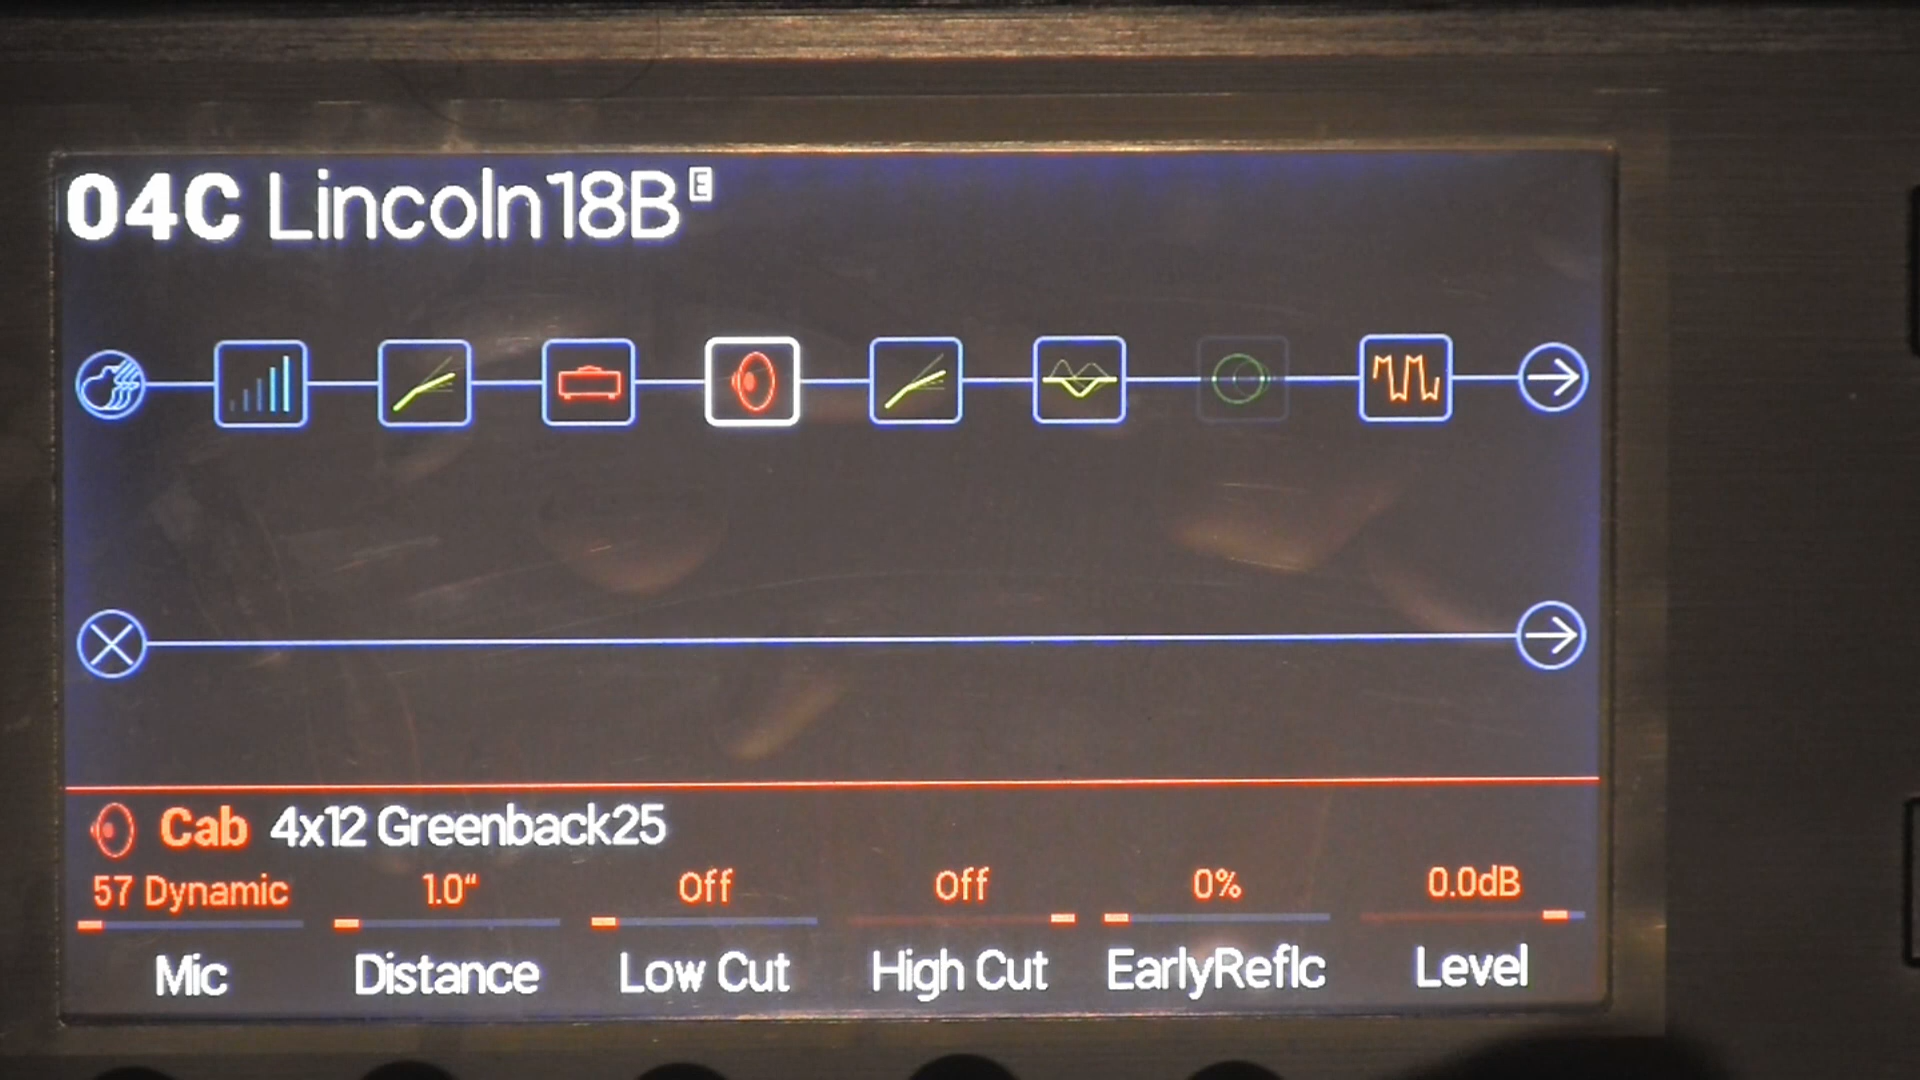 04C Lincoln18B E
Cab 4x12 Greenback25
57 Dynamic 1.0" Off Off 0% 0.0dB
Mic Distance Low Cut High Cut EarlyReflc Level